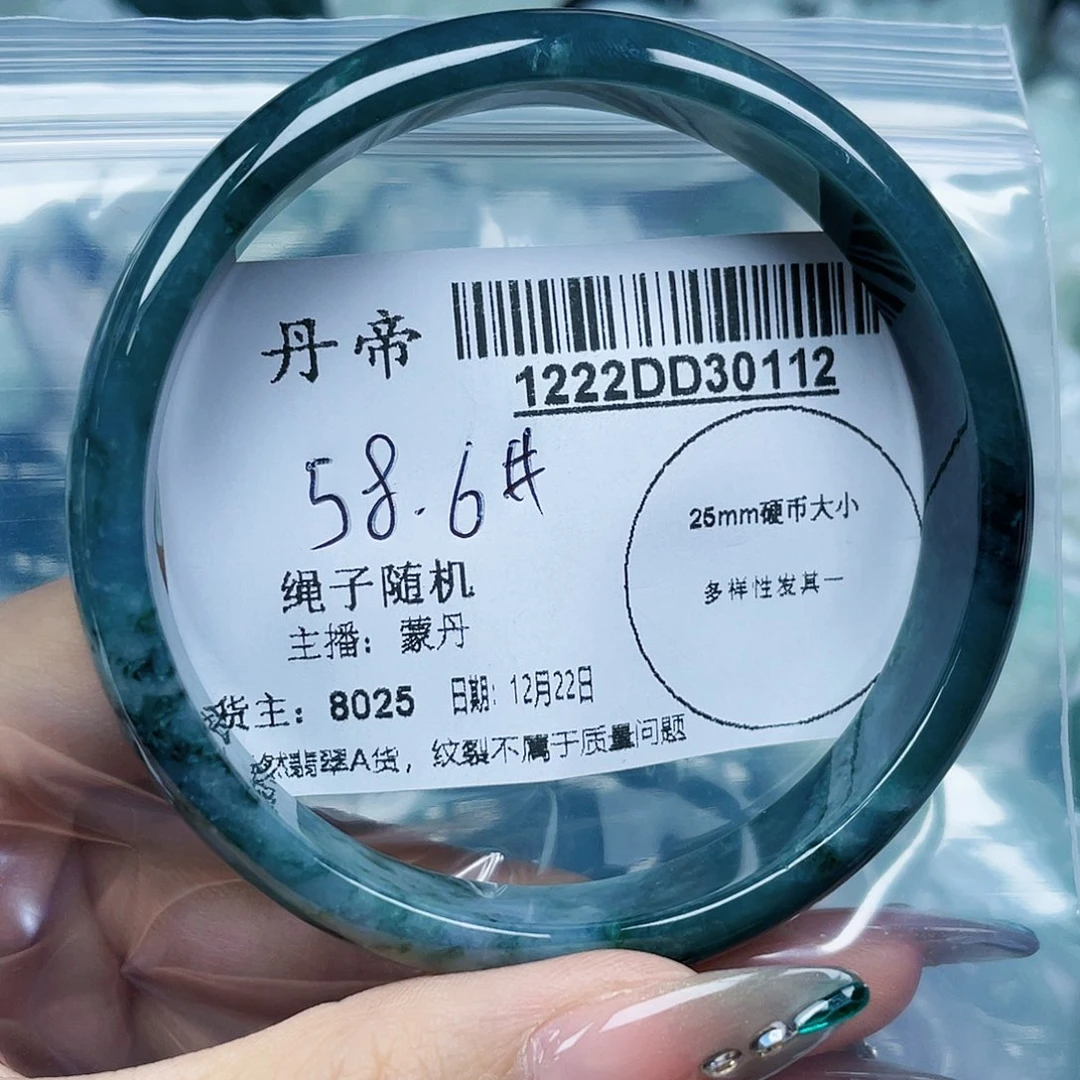 丹帝
1222DD30112
58.6#
25mm硬币大小
多样性发其一
绳子随机
主播：蒙丹
货主：8025 日期：12月22日
然翡翠A货，纹裂不属于质量问题